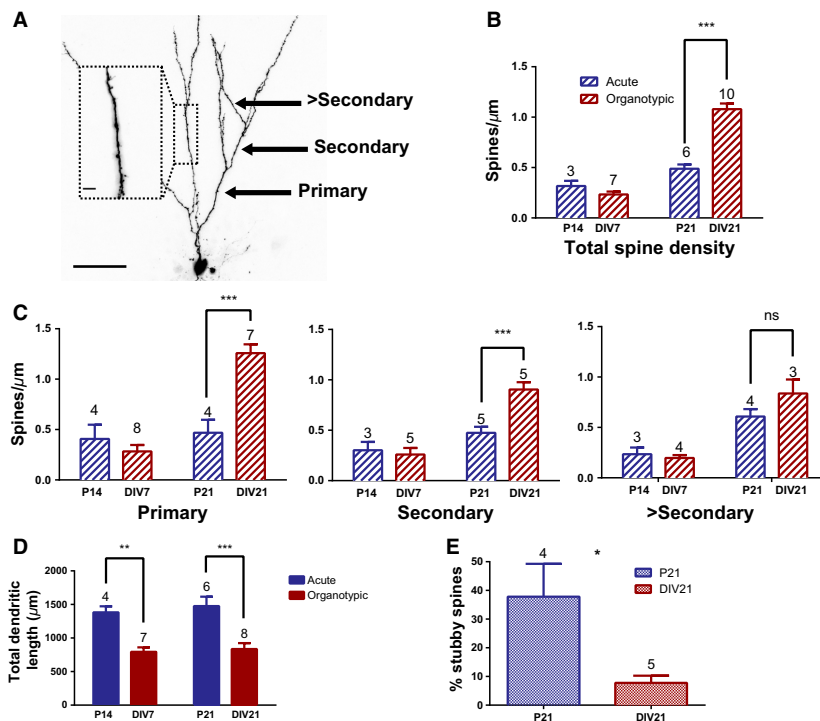 A
>Secondary
Secondary
Primary
B
***
Acute
Organotypic
Spines/μm
1.5
1.0
0.5
0.0
3
7
6
10
P14
DIV7
P21
DIV21
Total spine density
C
Spines/μm
1.5
1.0
0.5
0.0
***
4
8
4
7
P14
DIV7
P21
DIV21
Primary
1.5
1.0
0.5
0.0
***
3
5
5
5
P14
DIV7
P21
DIV21
Secondary
1.5
1.0
0.5
0.0
ns
3
4
4
3
P14
DIV7
P21
DIV21
>Secondary
D
Total dendritic
length (μm)
2000
1500
1000
500
0
**
***
Acute
Organotypic
4
7
6
8
P14
DIV7
P21
DIV21
E
% stubby spines
50
40
30
20
10
0
4
*
5
P21
DIV21
P21
DIV21